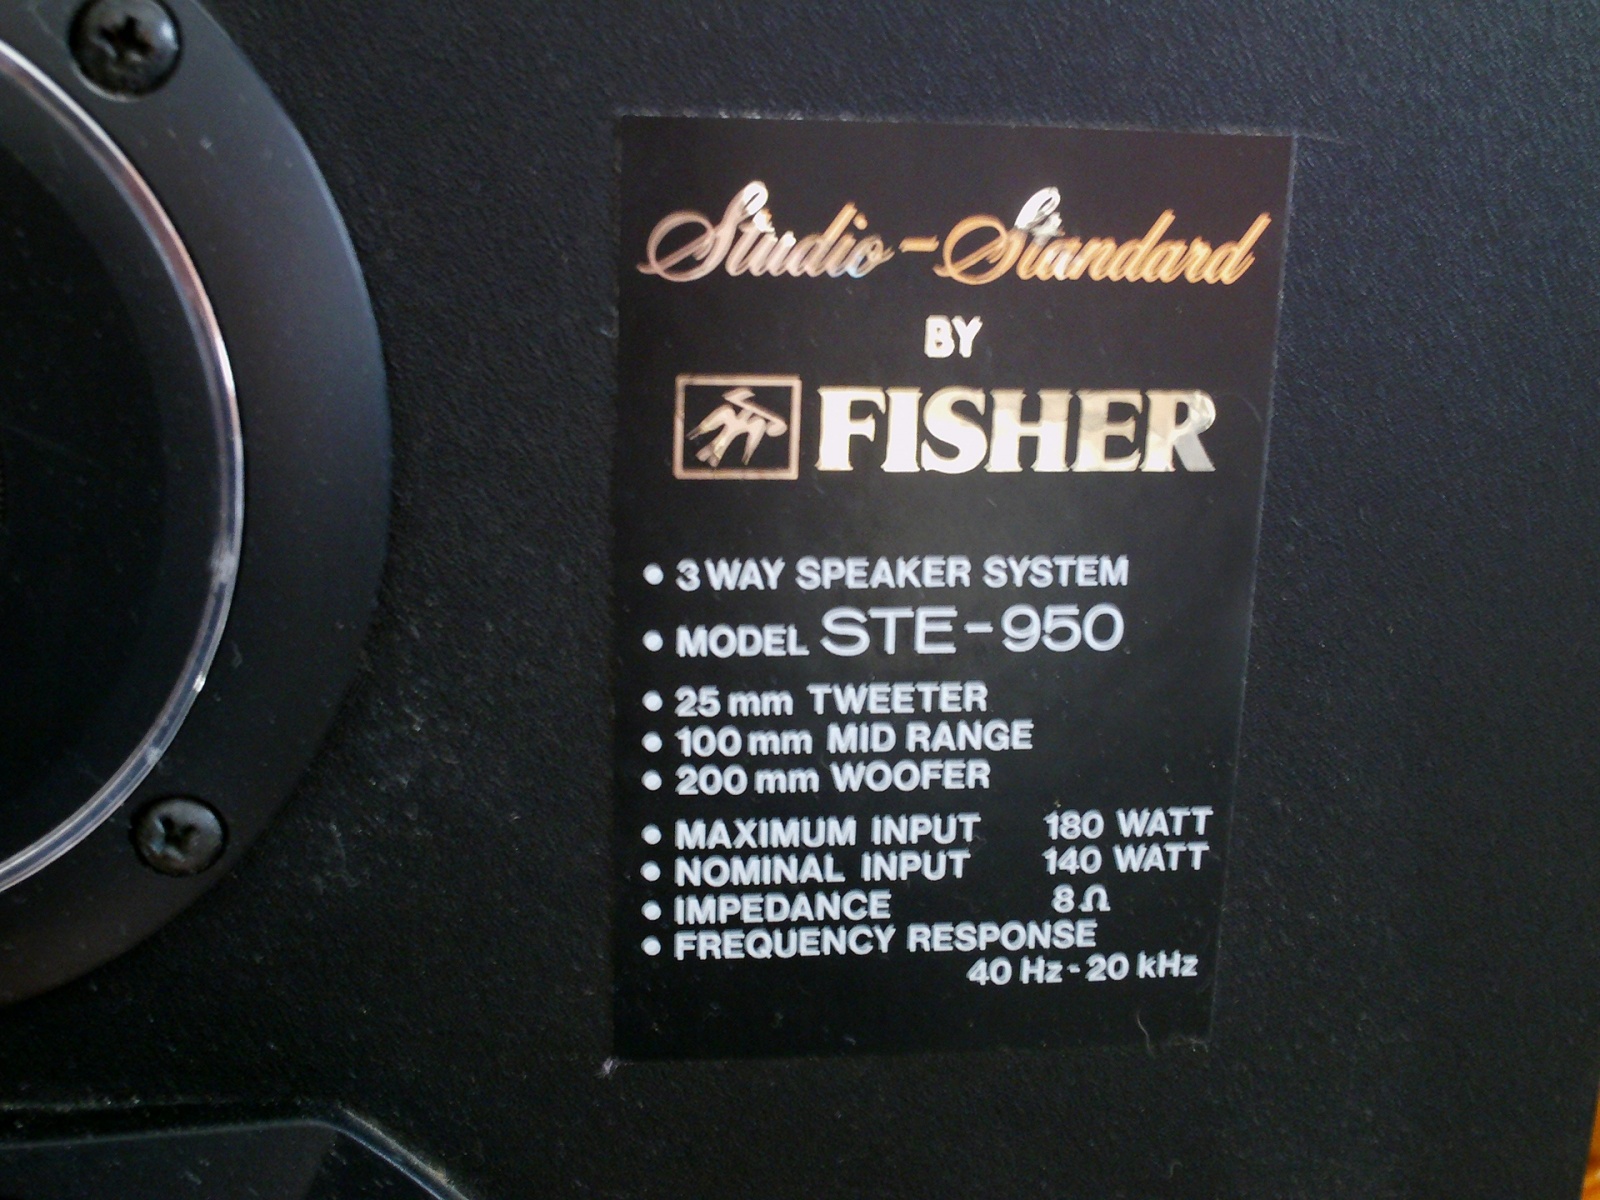 Studio-Standard
BY
FISHER
• 3 WAY SPEAKER SYSTEM
• MODEL STE-950
• 25 mm TWEETER
• 100 mm MID RANGE
• 200 mm WOOFER
• MAXIMUM INPUT 180 WATT
• NOMINAL INPUT 140 WATT
• IMPEDANCE 8 Ω
• FREQUENCY RESPONSE
40 Hz - 20 kHz